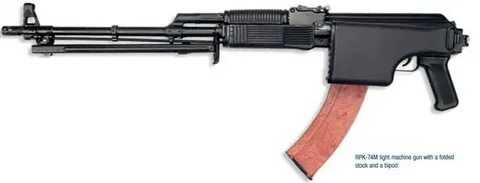 RPK-74M light machine gun with a folded
stock and a bipod